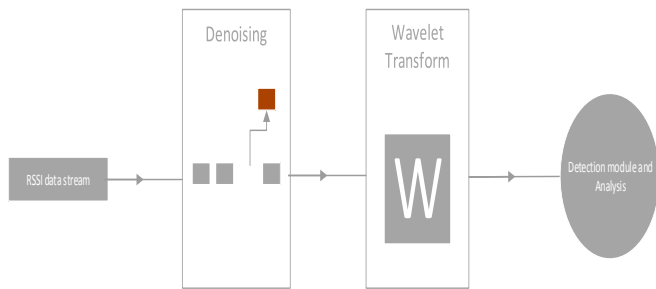 Denoising
Wavelet
Transform
RSSI data stream
W
Detection module and
Analysis